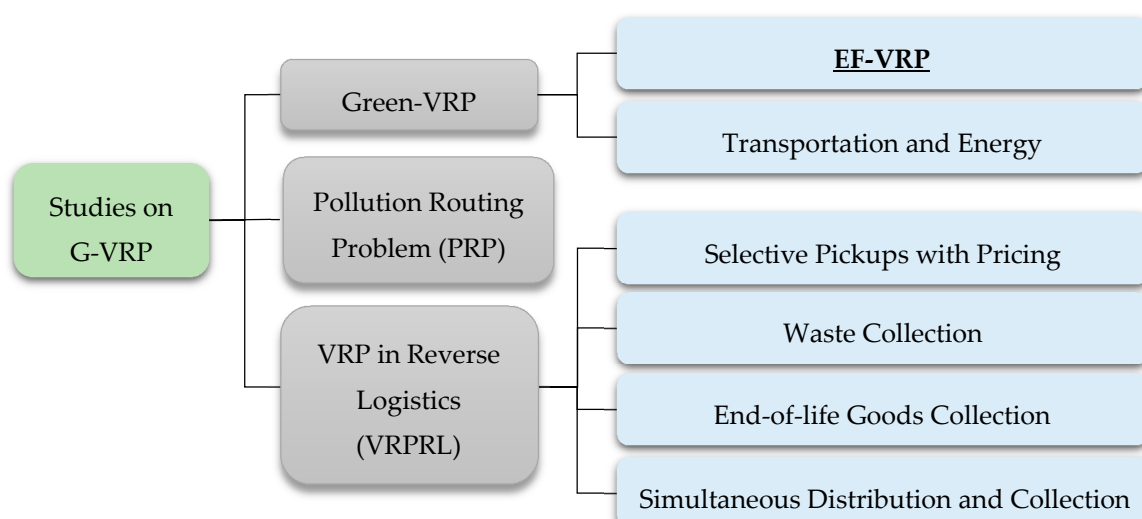 Studies on
G-VRP
Green-VRP
Pollution Routing
Problem (PRP)
VRP in Reverse
Logistics
(VRPRL)
EF-VRP
Transportation and Energy
Selective Pickups with Pricing
Waste Collection
End-of-life Goods Collection
Simultaneous Distribution and Collection